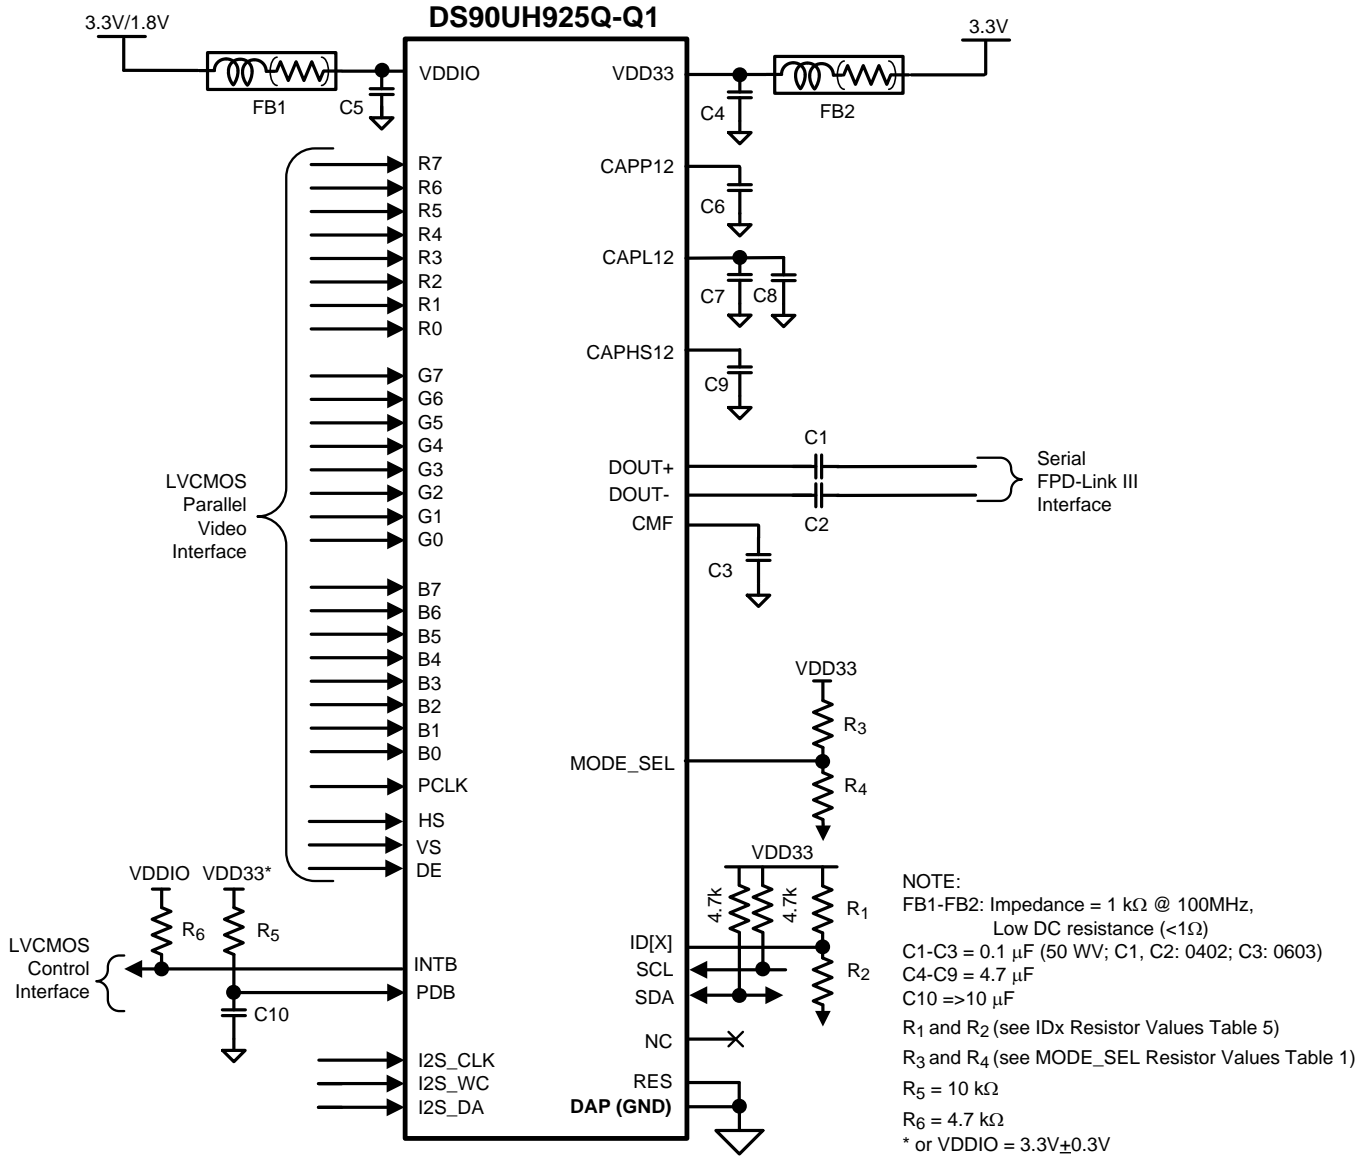 DS90UH925Q-Q1
3.3V/1.8V
3.3V
VDDIO
VDD33
FB1
C5
C4
FB2
R7
R6
R5
R4
R3
R2
R1
R0
CAPP12
C6
CAPL12
C7
C8
CAPHS12
C9
G7
G6
G5
G4
G3
G2
G1
G0
LVCMOS
Parallel
Video
Interface
C1
DOUT+
DOUT-
C2
CMF
C3
Serial
FPD-Link III
Interface
B7
B6
B5
B4
B3
B2
B1
B0
PCLK
HS
VS
DE
VDD33
R3
MODE_SEL
R4
VDDIO
VDD33*
R6
R5
LVCMOS
Control
Interface
INTB
PDB
C10
VDD33
4.7k
4.7k
R1
ID[X]
SCL
R2
SDA
NC
I2S_CLK
I2S_WC
I2S_DA
RES
DAP (GND)
NOTE:
FB1-FB2: Impedance = 1 kΩ @ 100MHz,
Low DC resistance (<1Ω)
C1-C3 = 0.1 μF (50 WV; C1, C2: 0402; C3: 0603)
C4-C9 = 4.7 μF
C10 =>10 μF
R1 and R2 (see IDx Resistor Values Table 5)
R3 and R4 (see MODE_SEL Resistor Values Table 1)
R5 = 10 kΩ
R6 = 4.7 kΩ
* or VDDIO = 3.3V±0.3V